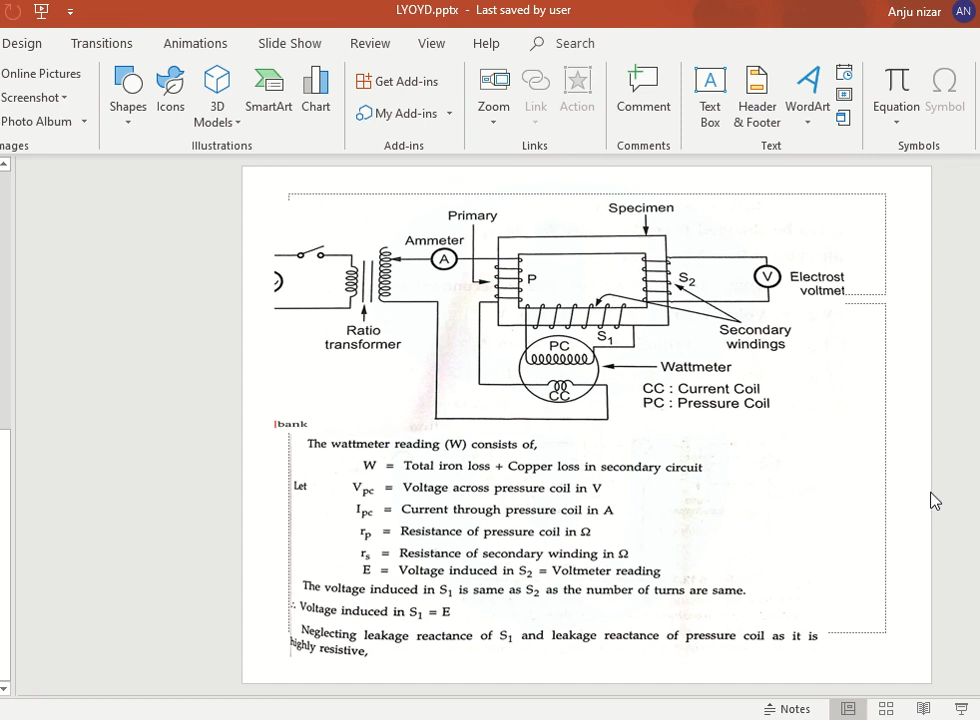 LYOYD.pptx - Last saved by user
Anju nizar
AN
Design
Transitions
Animations
Slide Show
Review
View
Help
Search
Online Pictures
Screenshot
Photo Album
mages
Shapes
Icons
3D
Models
SmartArt
Chart
Illustrations
Get Add-ins
My Add-ins
Add-ins
Zoom
Link
Action
Links
Comment
Comments
Text
Box
Header
& Footer
WordArt
Text
Equation
Symbol
Symbols
Specimen
Primary
Ammeter
A
P
S2
V
Electrost
voltmet
Ratio
transformer
S1
Secondary
windings
PC
CC
Wattmeter
CC : Current Coil
PC : Pressure Coil
[bank
The wattmeter reading (W) consists of,
W = Total iron loss + Copper loss in secondary circuit
Let Vpc = Voltage across pressure coil in V
Ipc = Current through pressure coil in A
rp = Resistance of pressure coil in Ω
rs = Resistance of secondary winding in Ω
E = Voltage induced in S2 = Voltmeter reading
The voltage induced in S1 is same as S2 as the number of turns are same.
∴ Voltage induced in S1 = E
Neglecting leakage reactance of S1 and leakage reactance of pressure coil as it is
highly resistive,
Notes